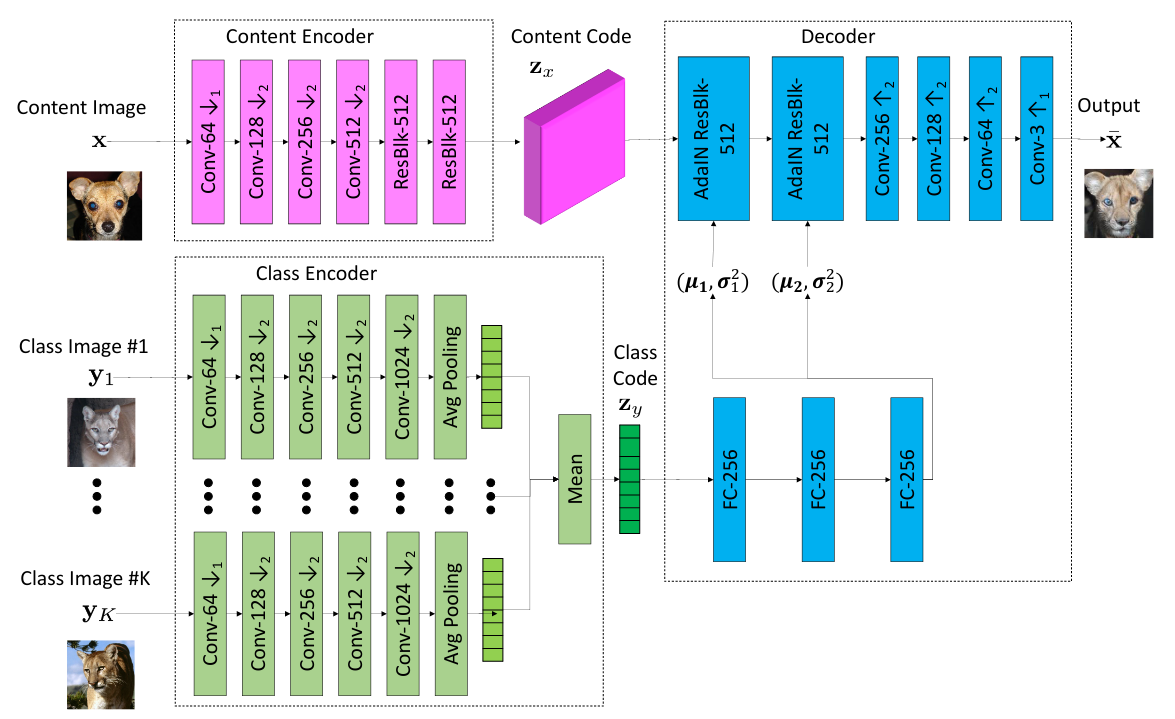 Content Encoder
Content Code
z_x
Decoder
Content Image
x
Conv-64 ↓1
Conv-128 ↓2
Conv-256 ↓2
Conv-512 ↓2
ResBlk-512
ResBlk-512
AdaIN ResBlk-
512
AdaIN ResBlk-
512
Conv-256 ↑2
Conv-128 ↑2
Conv-64 ↑2
Conv-3 ↑1
Output
x̄
(μ₁, σ₁²)
(μ₂, σ₂²)
Class Encoder
Class Image #1
y₁
Conv-64 ↓1
Conv-128 ↓2
Conv-256 ↓2
Conv-512 ↓2
Conv-1024 ↓2
Avg Pooling
Mean
Class
Code
z_y
FC-256
FC-256
FC-256
Class Image #K
y_K
Conv-64 ↓1
Conv-128 ↓2
Conv-256 ↓2
Conv-512 ↓2
Conv-1024 ↓2
Avg Pooling